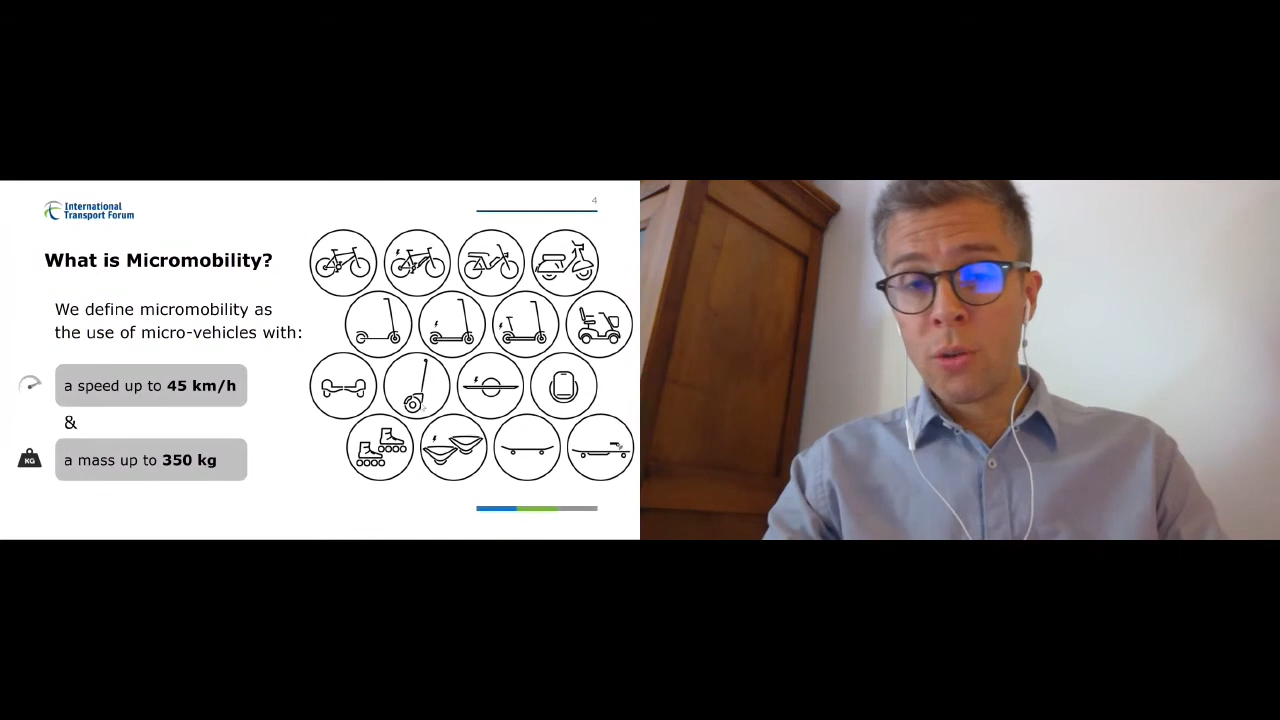 International
Transport Forum
4
What is Micromobility?
We define micromobility as
the use of micro-vehicles with:
a speed up to 45 km/h
&
KG
a mass up to 350 kg